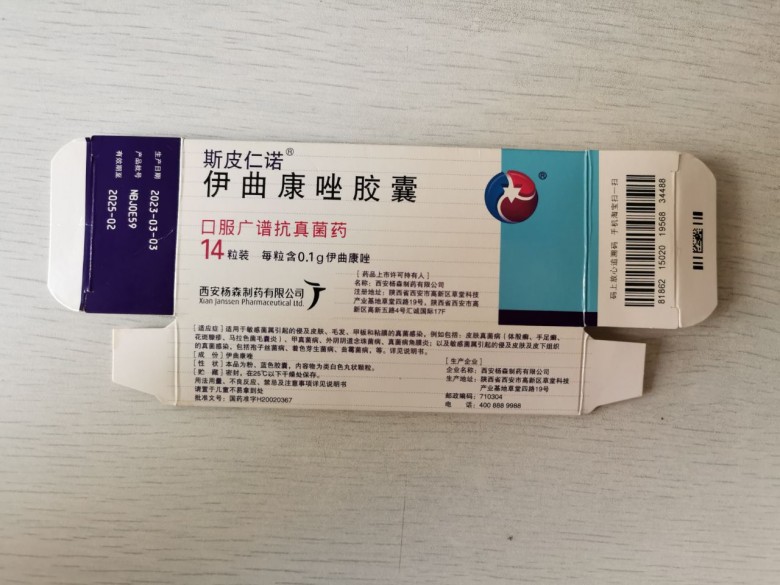 生产日期 2023-03-03
产品批号 NBJ0E59
有效期至 2025-02
斯皮仁诺®
伊曲康唑胶囊
口服广谱抗真菌药
14粒装 每粒含0.1g伊曲康唑
西安杨森制药有限公司
Xian Janssen Pharmaceutical Ltd.
[ 药品上市许可持有人 ]
名称：西安杨森制药有限公司
注册地址：陕西省西安市高新区草堂科技
产业基地草堂四路19号，陕西省西安市高
新区高新五路4号汇诚国际17F
®
码上放心追溯码 手机淘宝扫一扫
81862 15020 19568 34488
[ 适应症 ] 适用于敏感菌属引起的侵及皮肤、毛发、甲板和粘膜的真菌感染，例如包括：皮肤真菌病（体股癣、手足癣、
花斑糠疹、马拉色菌毛囊炎）、甲真菌病、外阴阴道念珠菌病、真菌病角膜炎；以及敏感菌属引起的侵及皮肤及皮下组织
的真菌感染，包括孢子丝菌病、着色芽生菌病、曲霉菌病，等。详见说明书。
[ 成 份 ] 伊曲康唑
[ 性 状 ] 本品为粉、蓝色胶囊，内容物为类白色丸状颗粒。
[ 贮 藏 ] 密封，在25℃以下干燥处保存。
用法用量、不良反应、禁忌及注意事项详见说明书
请置于儿童不易拿到处
批准文号：国药准字H20020367
[ 生产企业 ]
企业名称：西安杨森制药有限公司
生产地址：陕西省西安市高新区草堂科技
产业基地草堂四路19号
邮政编码：710304
电 话：400 888 9988